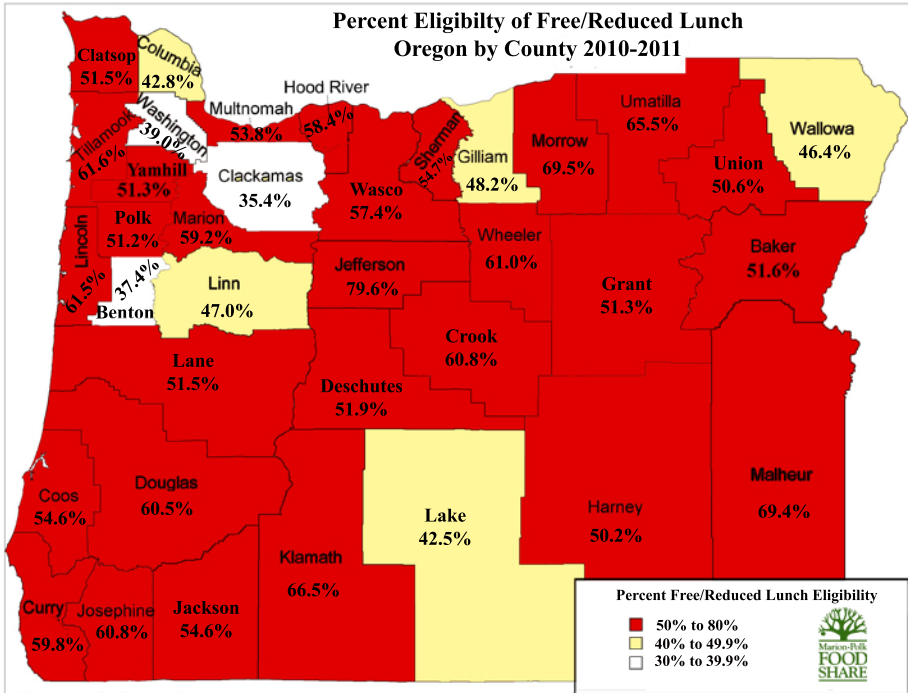 Percent Eligibilty of Free/Reduced Lunch
Oregon by County 2010-2011
Clatsop
51.5%
Columbia
42.8%
Washington
39.0%
Multnomah
53.8%
Hood River
58.4%
Tillamook
61.6%
Yamhill
51.3%
Clackamas
35.4%
Wasco
57.4%
Sherman
54.7%
Gilliam
48.2%
Morrow
69.5%
Umatilla
65.5%
Union
50.6%
Wallowa
46.4%
Polk
51.2%
Marion
59.2%
Lincoln
61.5%
37.4%
Benton
Linn
47.0%
Jefferson
79.6%
Wheeler
61.0%
Grant
51.3%
Baker
51.6%
Lane
51.5%
Deschutes
51.9%
Crook
60.8%
Coos
54.6%
Douglas
60.5%
Klamath
66.5%
Lake
42.5%
Harney
50.2%
Malheur
69.4%
Curry
59.8%
Josephine
60.8%
Jackson
54.6%
Percent Free/Reduced Lunch Eligibility
50% to 80%
40% to 49.9%
30% to 39.9%
Marion-Polk
FOOD
SHARE